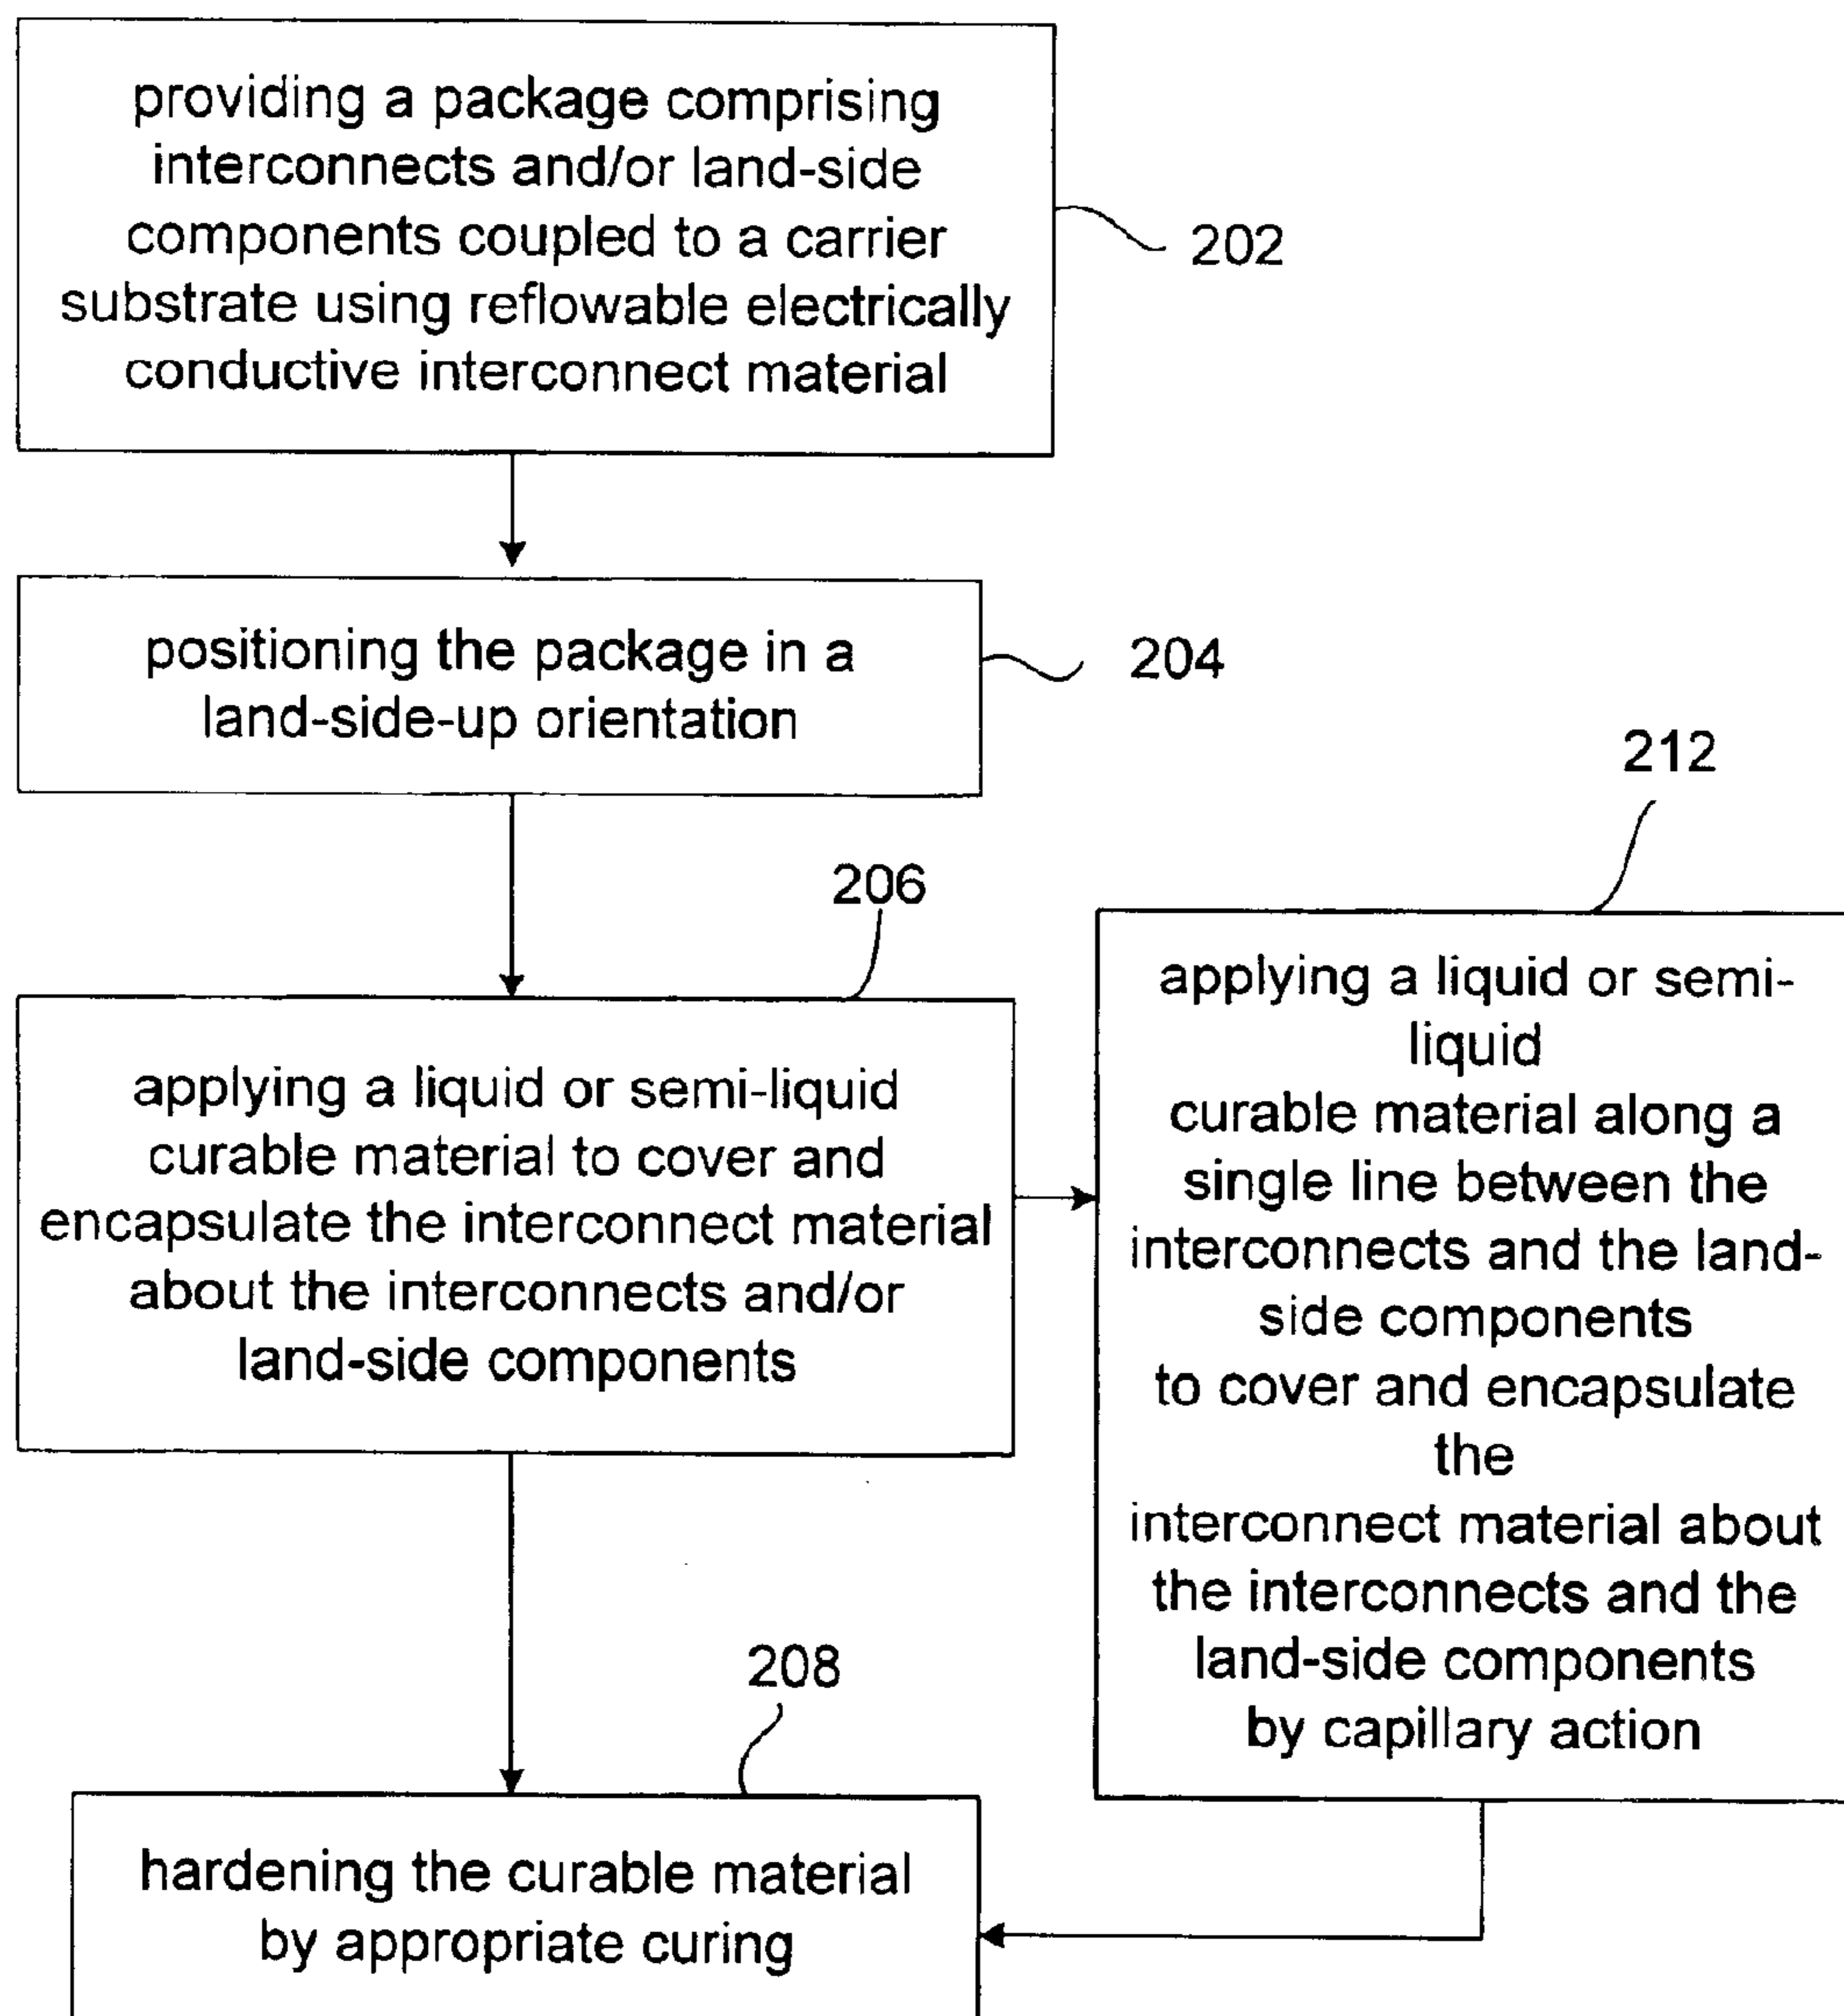 providing a package comprising
interconnects and/or land-side
components coupled to a carrier
substrate using reflowable electrically
conductive interconnect material
202
positioning the package in a
land-side-up orientation
204
206
applying a liquid or semi-liquid
curable material to cover and
encapsulate the interconnect material
about the interconnects and/or
land-side components
212
applying a liquid or semi-
liquid
curable material along a
single line between the
interconnects and the land-
side components
to cover and encapsulate
the
interconnect material about
the interconnects and the
land-side components
by capillary action
208
hardening the curable material
by appropriate curing